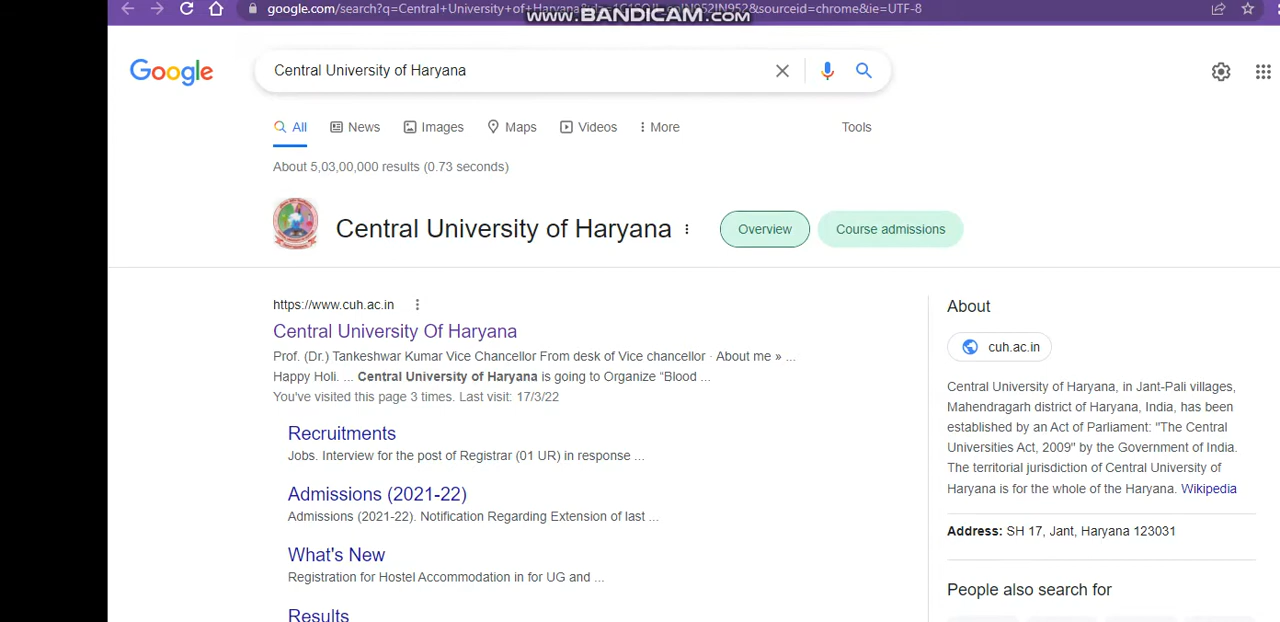 google.com/search?q=Central+University+of+Haryana
&sourceid=chrome&ie=UTF-8
www.BANDICAM.com
Google
Central University of Haryana
All
News
Images
Maps
Videos
More
Tools
About 5,03,00,000 results (0.73 seconds)
Central University of Haryana
Overview
Course admissions
https://www.cuh.ac.in
Central University Of Haryana
Prof. (Dr.) Tankeshwar Kumar Vice Chancellor From desk of Vice chancellor · About me » ...
Happy Holi. ... Central University of Haryana is going to Organize “Blood ...
You've visited this page 3 times. Last visit: 17/3/22
Recruitments
Jobs. Interview for the post of Registrar (01 UR) in response ...
Admissions (2021-22)
Admissions (2021-22). Notification Regarding Extension of last ...
What's New
Registration for Hostel Accommodation in for UG and ...
Results
About
cuh.ac.in
Central University of Haryana, in Jant-Pali villages,
Mahendragarh district of Haryana, India, has been
established by an Act of Parliament: "The Central
Universities Act, 2009" by the Government of India.
The territorial jurisdiction of Central University of
Haryana is for the whole of the Haryana. Wikipedia
Address: SH 17, Jant, Haryana 123031
People also search for